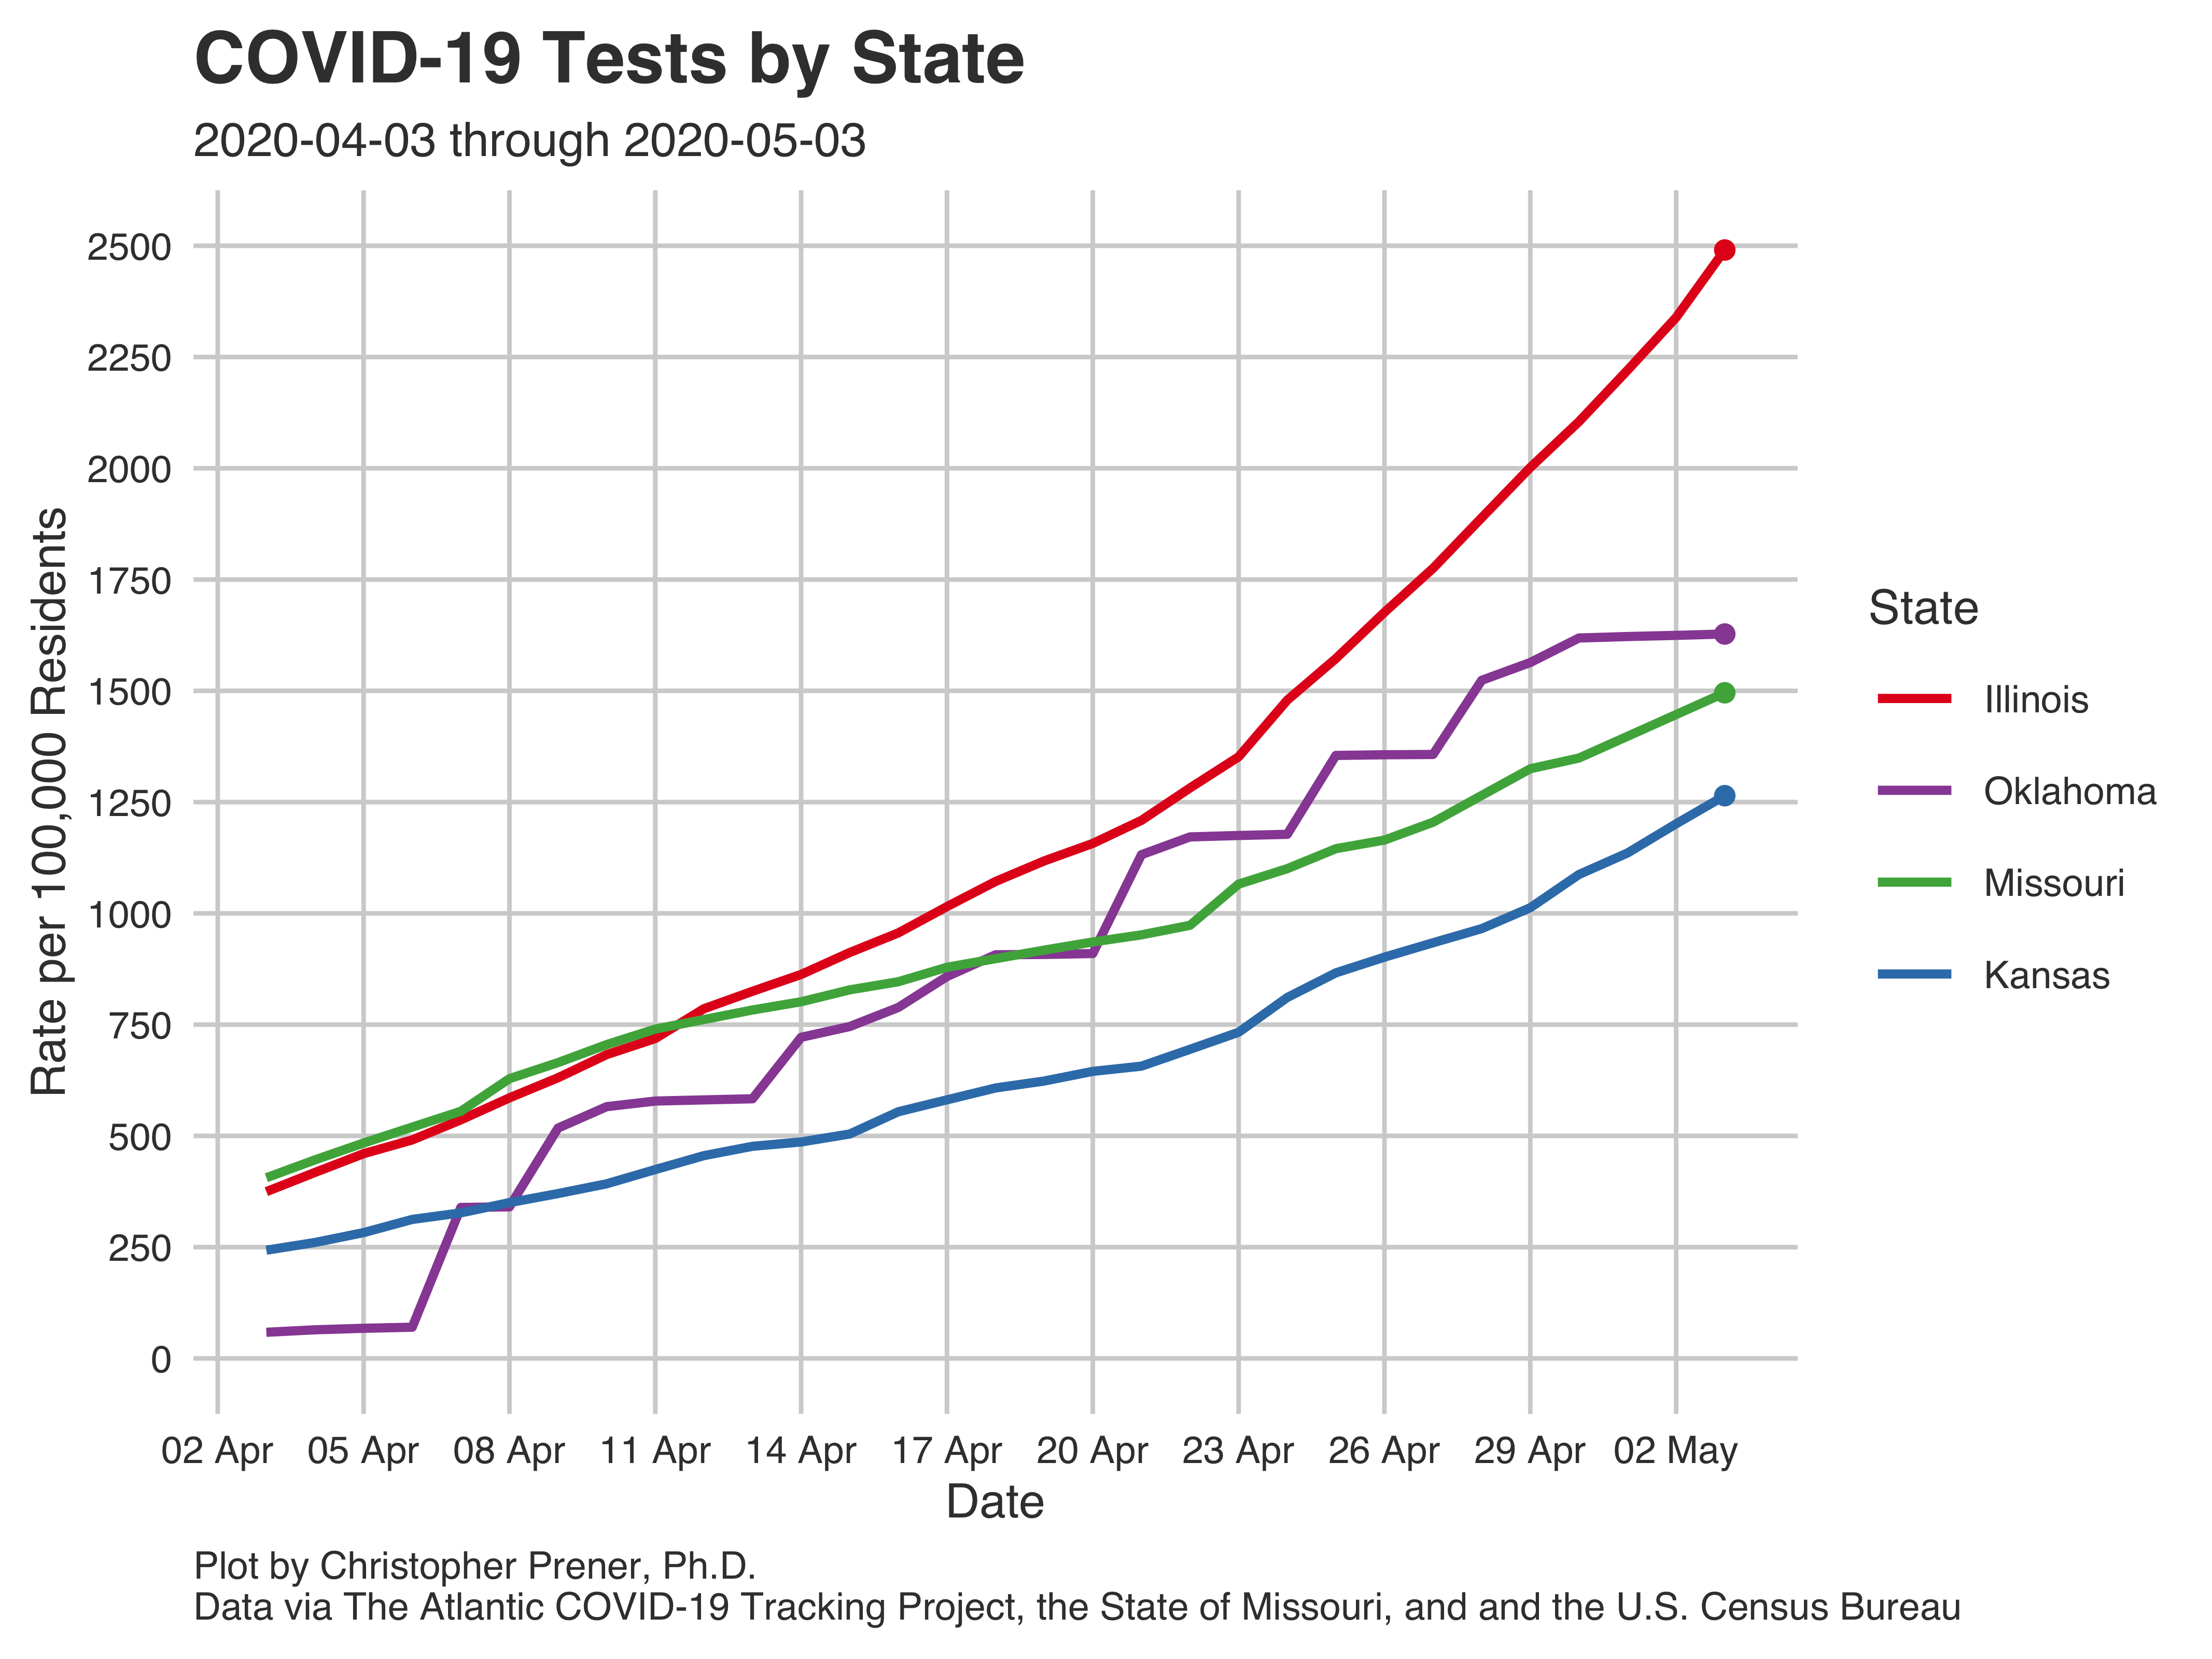 COVID-19 Tests by State
2020-04-03 through 2020-05-03
Rate per 100,000 Residents
2500
2250
2000
1750
1500
1250
1000
750
500
250
0
02 Apr 05 Apr 08 Apr 11 Apr 14 Apr 17 Apr 20 Apr 23 Apr 26 Apr 29 Apr 02 May
Date
State
Illinois
Oklahoma
Missouri
Kansas
Plot by Christopher Prener, Ph.D.
Data via The Atlantic COVID-19 Tracking Project, the State of Missouri, and and the U.S. Census Bureau